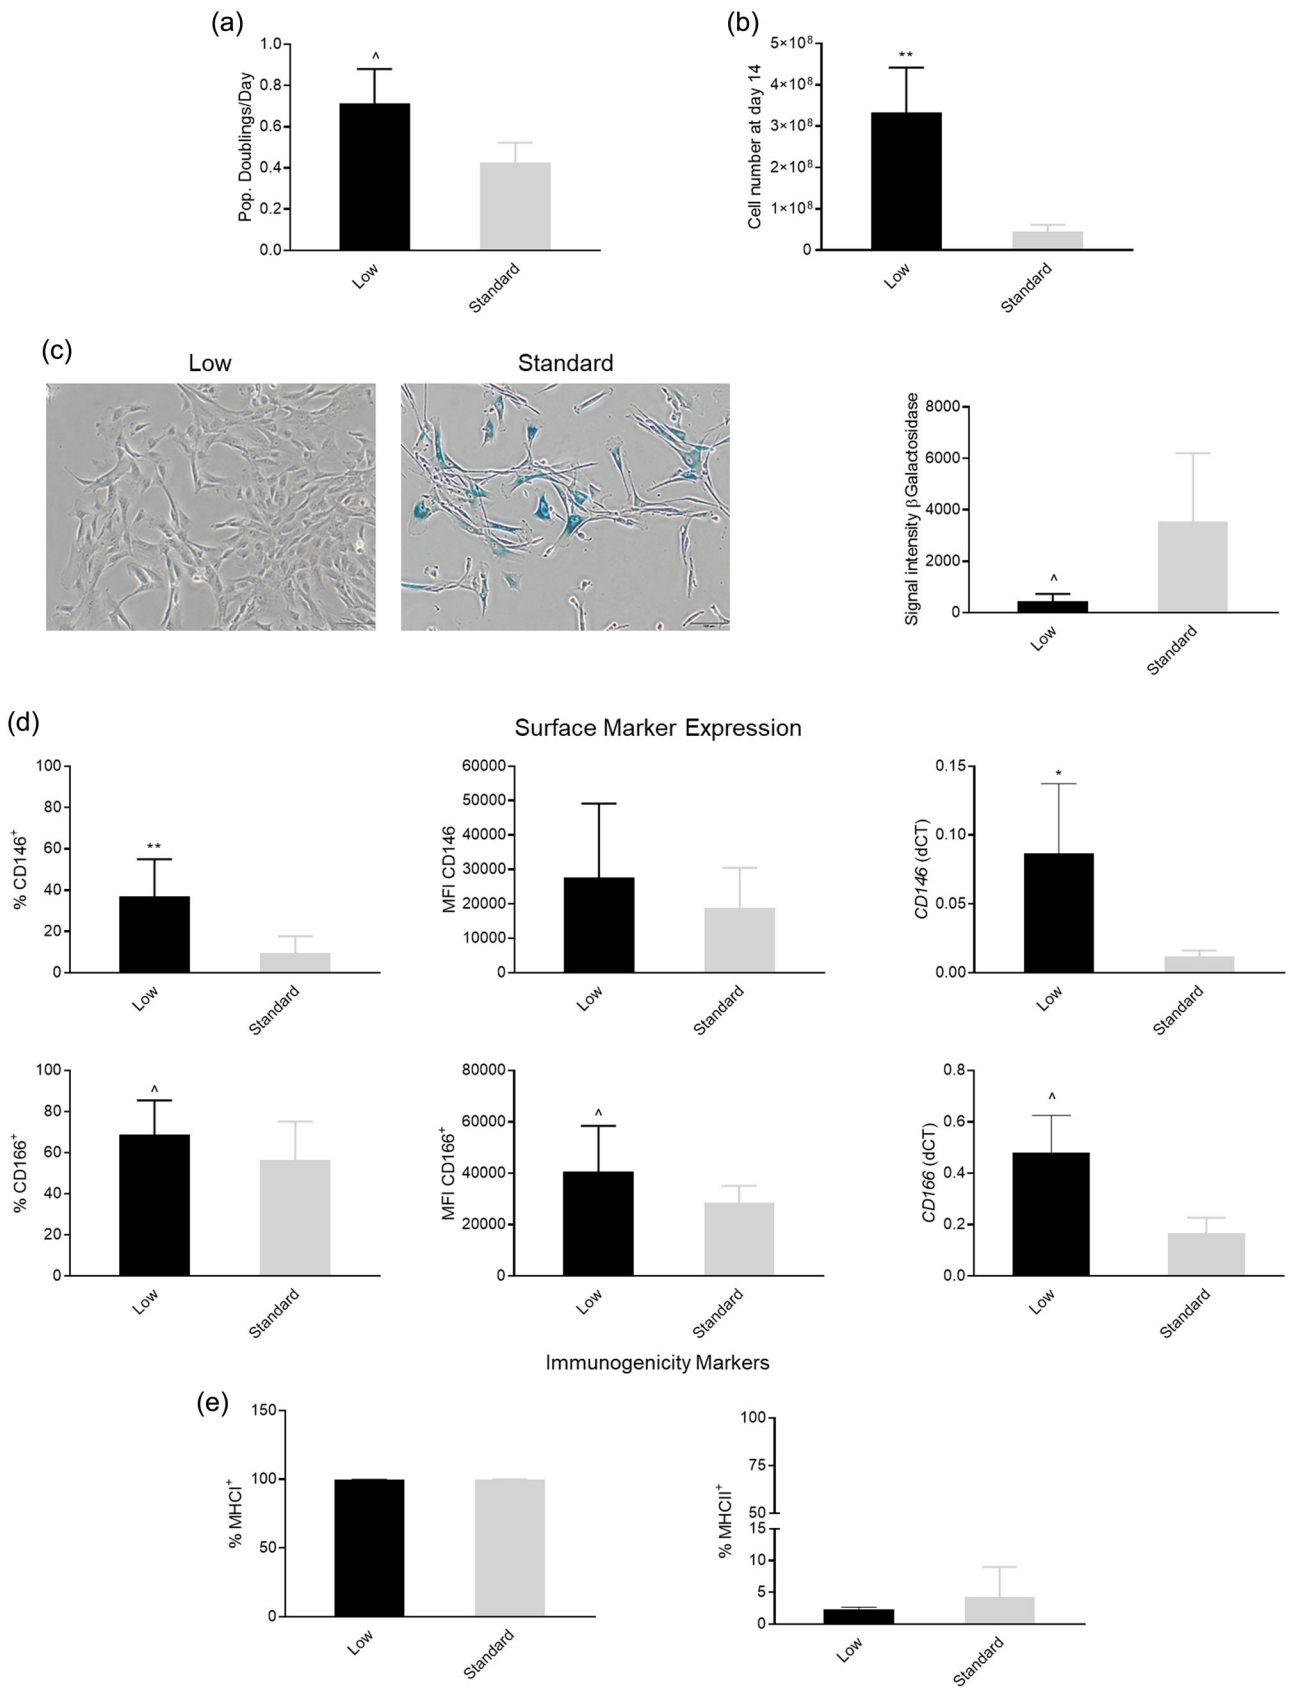 (a)
(b)
1.0
0.8
0.6
0.4
0.2
0.0
Pop. Doublings/Day
^
Low
Standard
5×10⁸
4×10⁸
3×10⁸
2×10⁸
1×10⁸
0
Cell number at day 14
**
Low
Standard
(c)
Low
Standard
8000
6000
4000
2000
0
Signal intensity βGalactosidase
^
Low
Standard
(d)
Surface Marker Expression
100
80
60
40
20
0
% CD146⁺
**
Low
Standard
60000
50000
40000
30000
20000
10000
0
MFI CD146
Low
Standard
0.15
0.10
0.05
0.00
CD146 (dCT)
*
Low
Standard
100
80
60
40
20
0
% CD166⁺
^
Low
Standard
80000
60000
40000
20000
0
MFI CD166⁺
^
Low
Standard
0.8
0.6
0.4
0.2
0.0
CD166 (dCT)
^
Low
Standard
Immunogenicity Markers
(e)
150
100
50
0
% MHCI⁺
Low
Standard
100
75
50
15
10
5
0
% MHCII⁺
Low
Standard